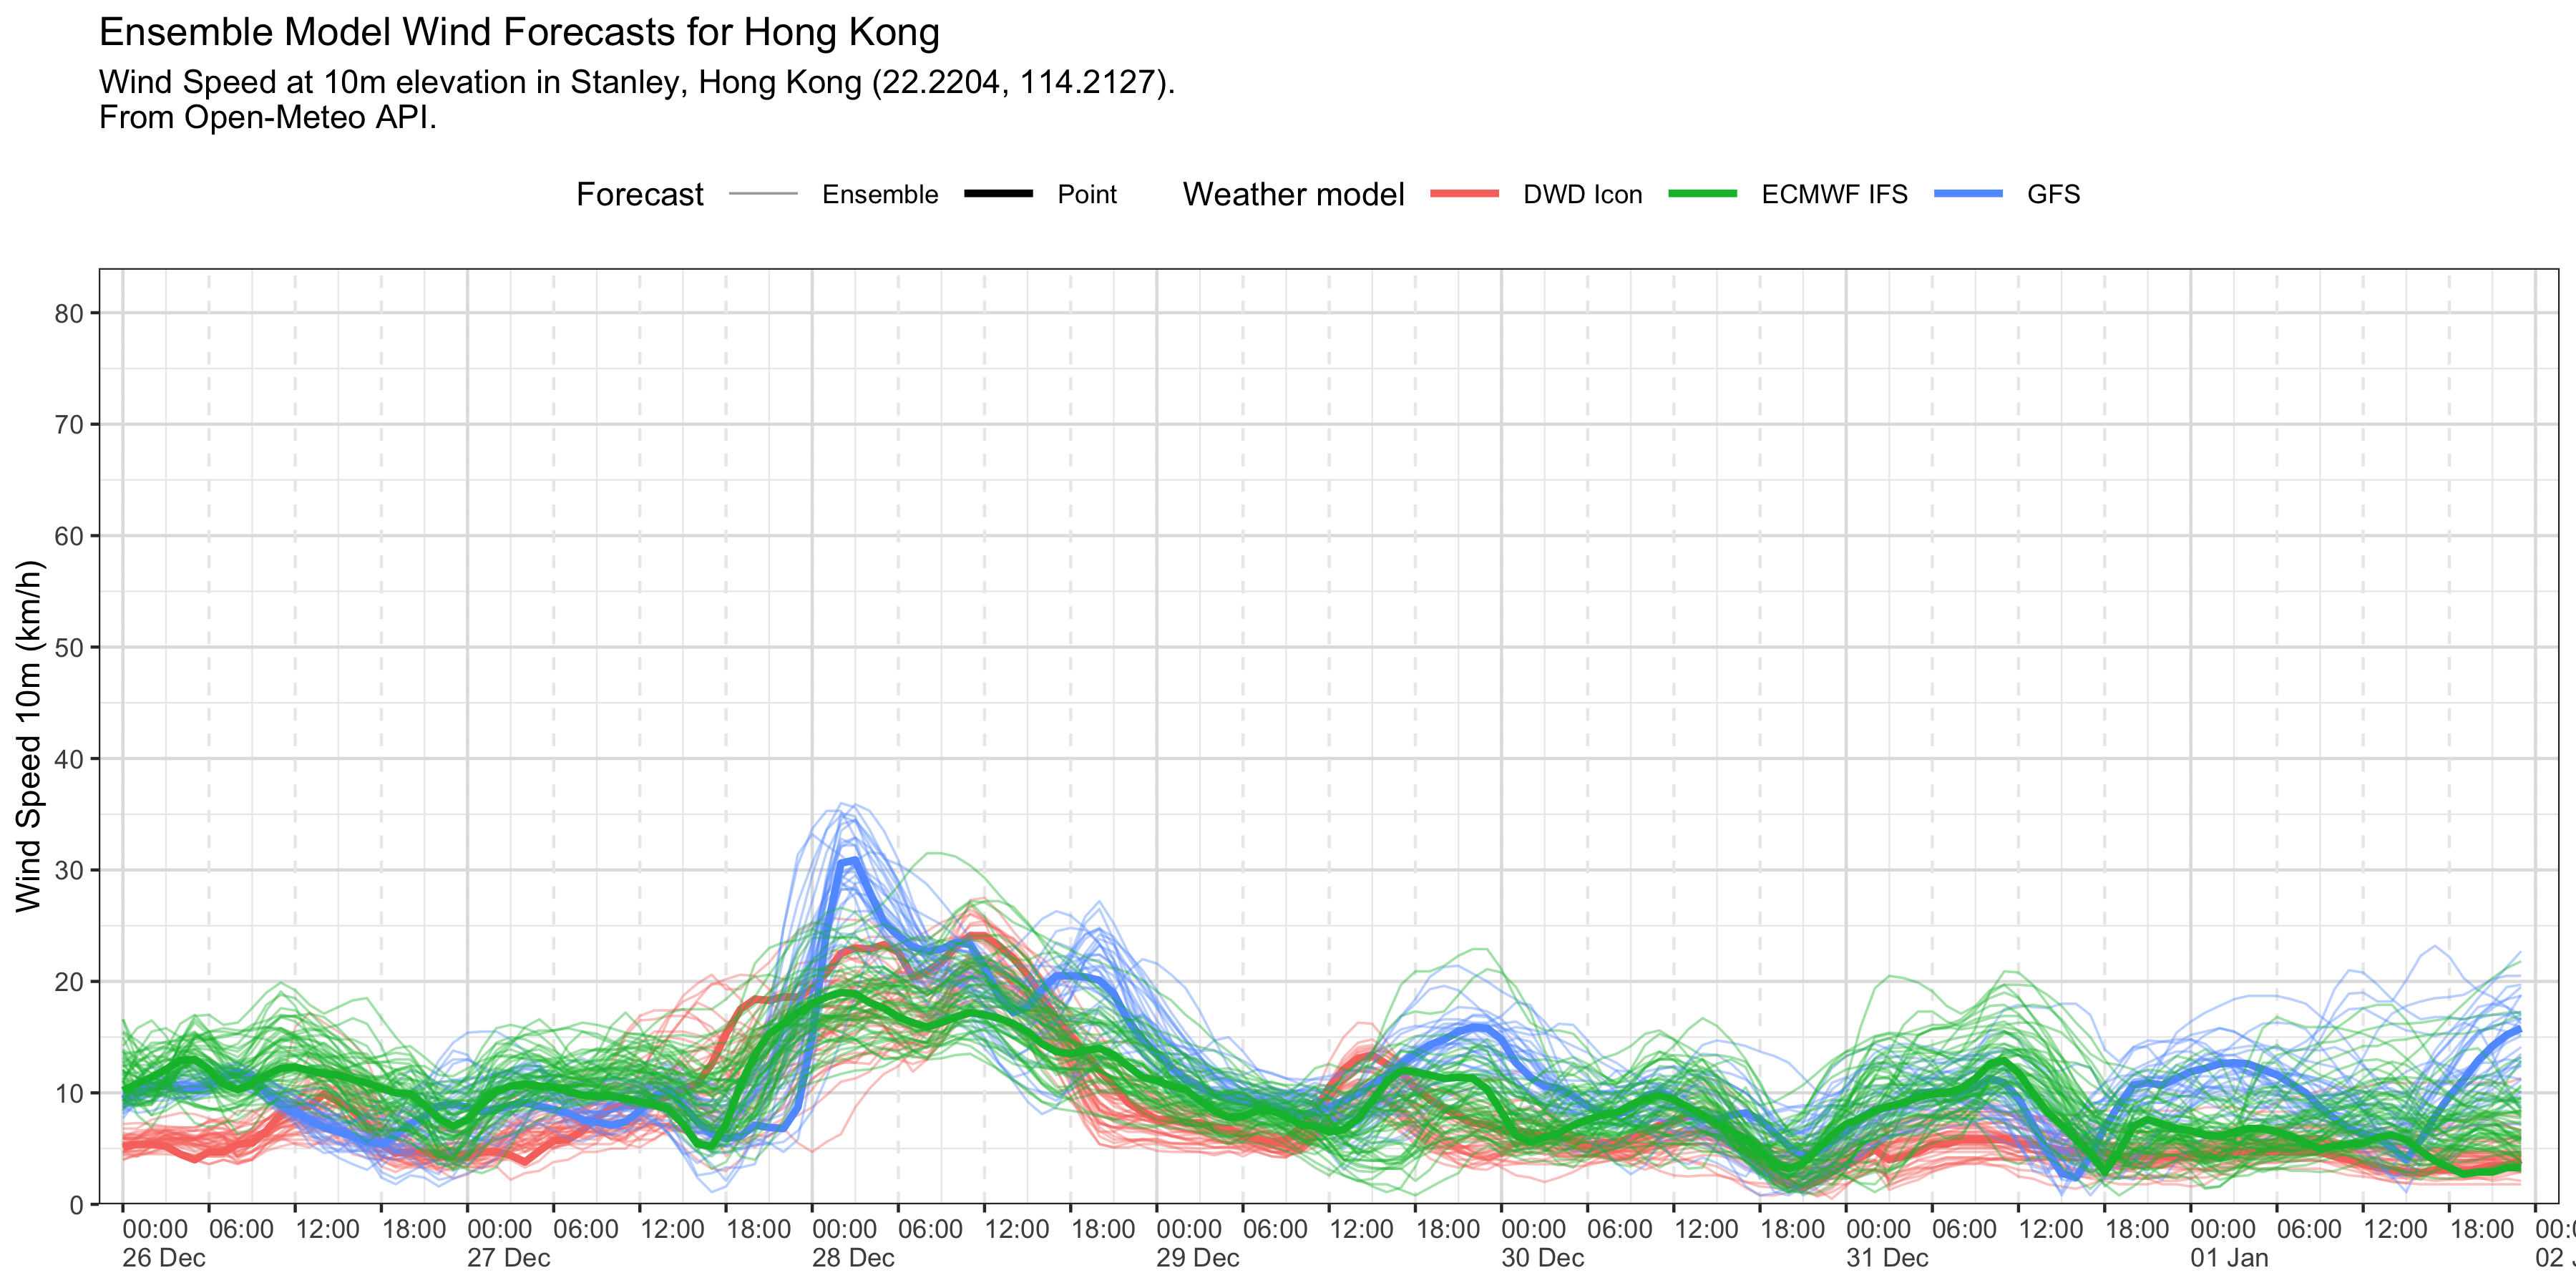 Ensemble Model Wind Forecasts for Hong Kong
Wind Speed at 10m elevation in Stanley, Hong Kong (22.2204, 114.2127).
From Open-Meteo API.
Forecast Ensemble Point Weather model DWD Icon ECMWF IFS GFS
Wind Speed 10m (km/h)
80
70
60
50
40
30
20
10
0
00:00 06:00 12:00 18:00 00:00 06:00 12:00 18:00 00:00 06:00 12:00 18:00 00:00 06:00 12:00 18:00 00:00 06:00 12:00 18:00 00:00 06:00 12:00 18:00 00:00 06:00 12:00 18:00
26 Dec 27 Dec 28 Dec 29 Dec 30 Dec 31 Dec 01 Jan 02